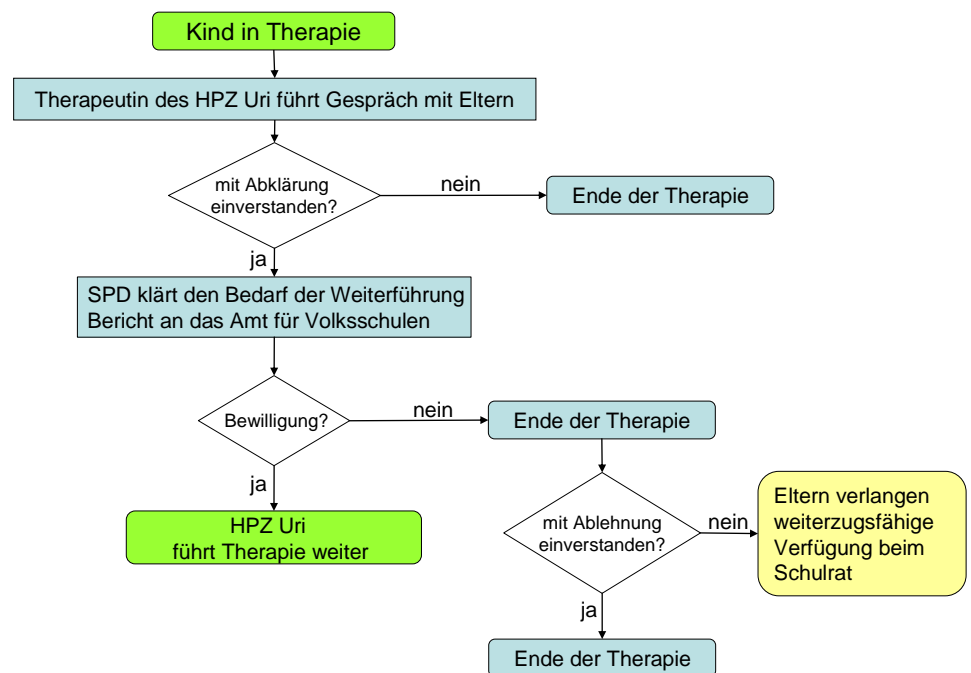 Kind in Therapie
Therapeutin des HPZ Uri führt Gespräch mit Eltern
mit Abklärung
einverstanden?
nein
Ende der Therapie
ja
SPD klärt den Bedarf der Weiterführung
Bericht an das Amt für Volksschulen
Bewilligung?
nein
Ende der Therapie
ja
HPZ Uri
führt Therapie weiter
mit Ablehnung
einverstanden?
nein
Eltern verlangen
weiterzugsfähige
Verfügung beim
Schulrat
ja
Ende der Therapie